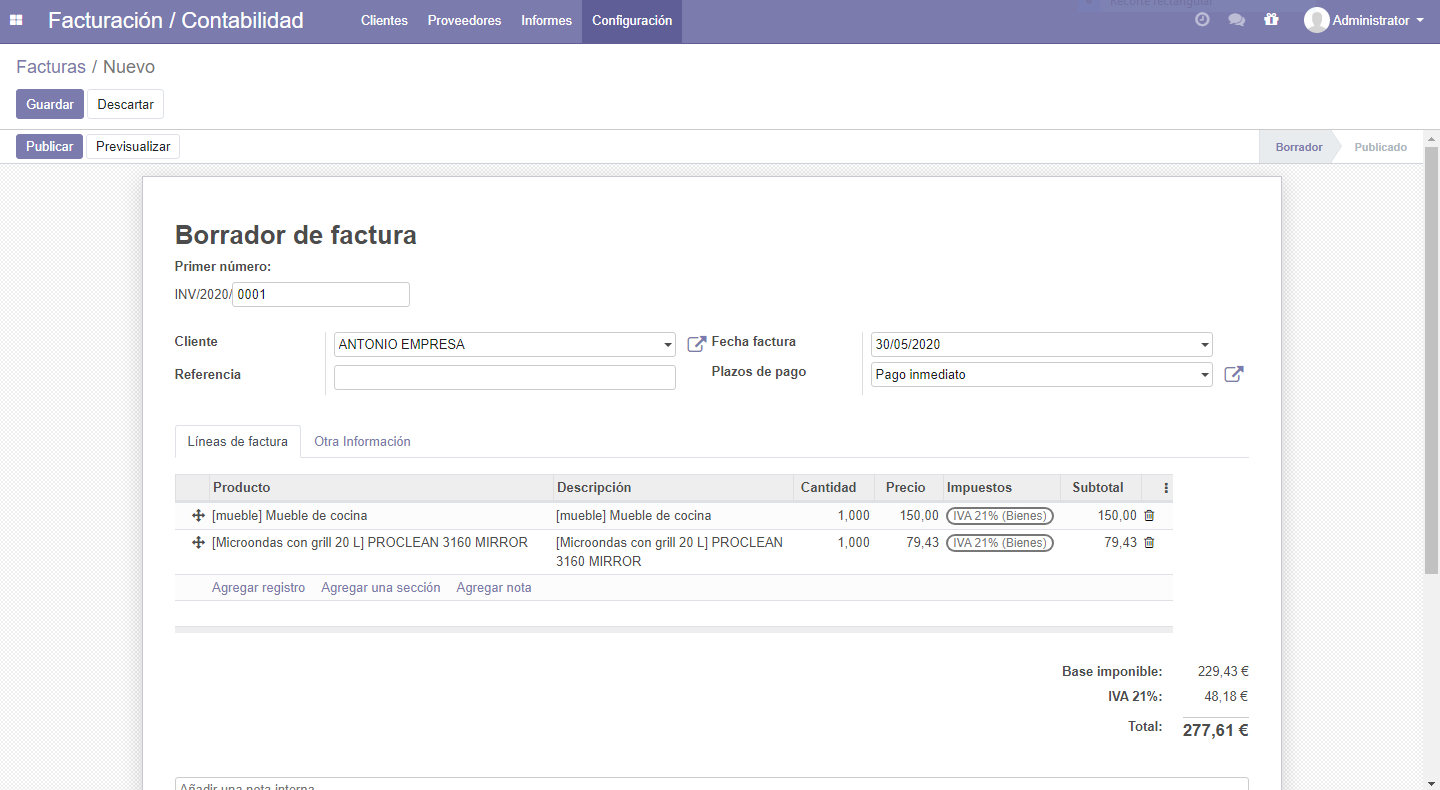 Facturación / Contabilidad Clientes Proveedores Informes Configuración Administrator
Facturas / Nuevo
Guardar Descartar
Publicar Previsualizar Borrador Publicado
Borrador de factura
Primer número:
INV/2020/ 0001
Cliente ANTONIO EMPRESA Fecha factura 30/05/2020
Referencia Plazos de pago Pago inmediato
Líneas de factura Otra Información
Producto Descripción Cantidad Precio Impuestos Subtotal
[mueble] Mueble de cocina [mueble] Mueble de cocina 1,000 150,00 IVA 21% (Bienes) 150,00
[Microondas con grill 20 L] PROCLEAN 3160 MIRROR [Microondas con grill 20 L] PROCLEAN 1,000 79,43 IVA 21% (Bienes) 79,43
3160 MIRROR
Agregar registro Agregar una sección Agregar nota
Base imponible: 229,43 €
IVA 21%: 48,18 €
Total: 277,61 €
Añadir una nota interna